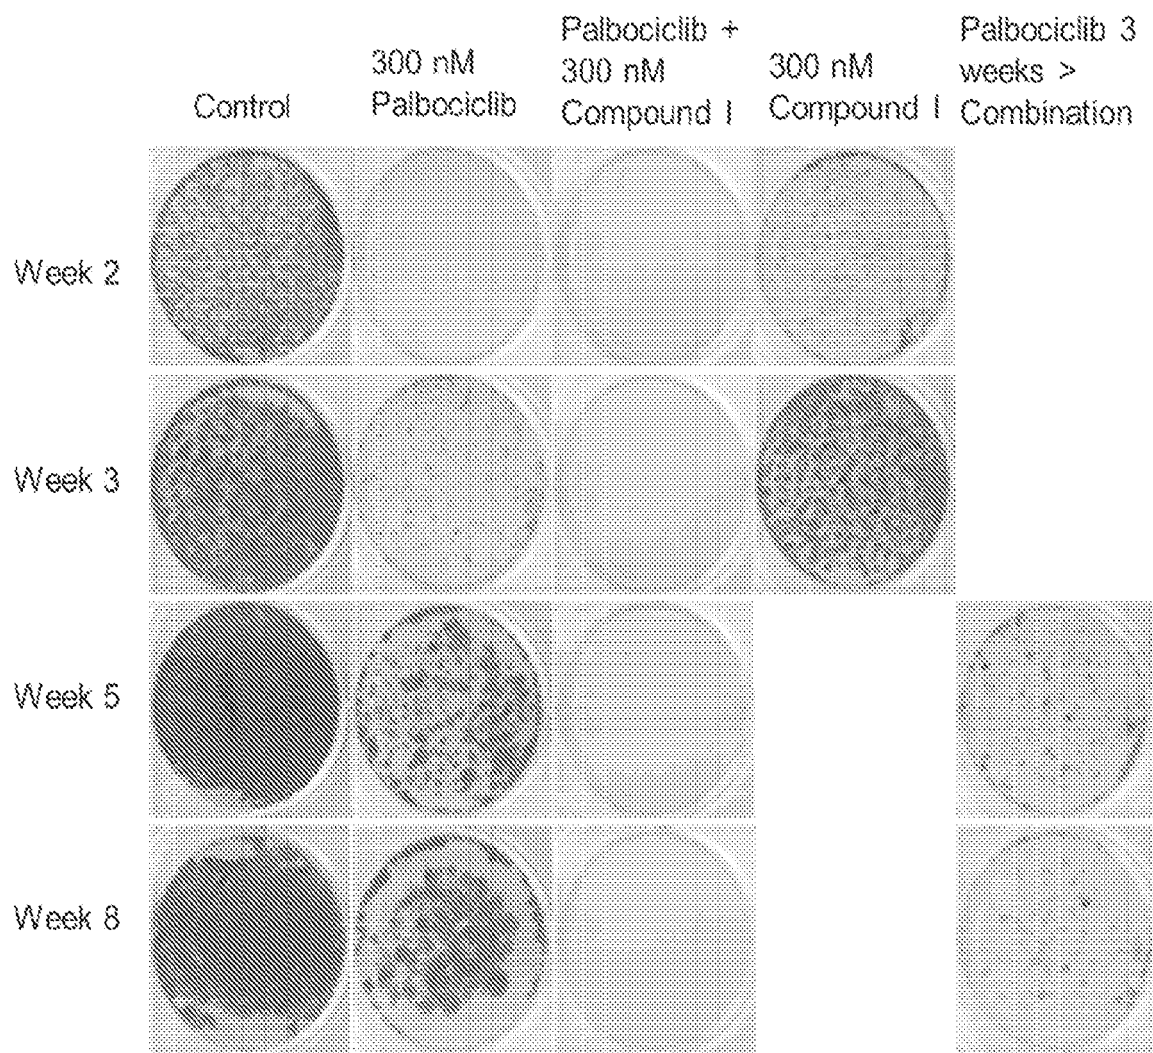 Control
300 nM
Palbociclib
Palbociclib +
300 nM
Compound I
300 nM
Compound I
Palbociclib 3
weeks >
Combination
Week 2
Week 3
Week 5
Week 8